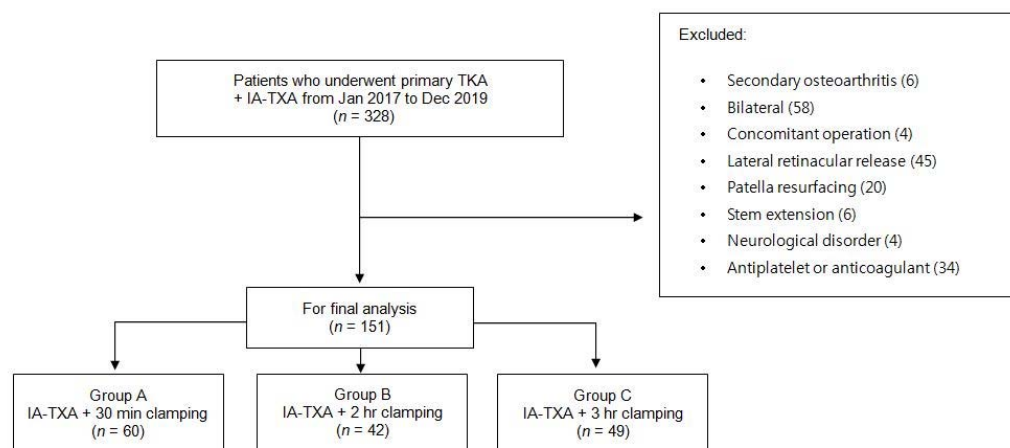 Patients who underwent primary TKA
+ IA-TXA from Jan 2017 to Dec 2019
(n = 328)
Excluded:
• Secondary osteoarthritis (6)
• Bilateral (58)
• Concomitant operation (4)
• Lateral retinacular release (45)
• Patella resurfacing (20)
• Stem extension (6)
• Neurological disorder (4)
• Antiplatelet or anticoagulant (34)
For final analysis
(n = 151)
Group A
IA-TXA + 30 min clamping
(n = 60)
Group B
IA-TXA + 2 hr clamping
(n = 42)
Group C
IA-TXA + 3 hr clamping
(n = 49)